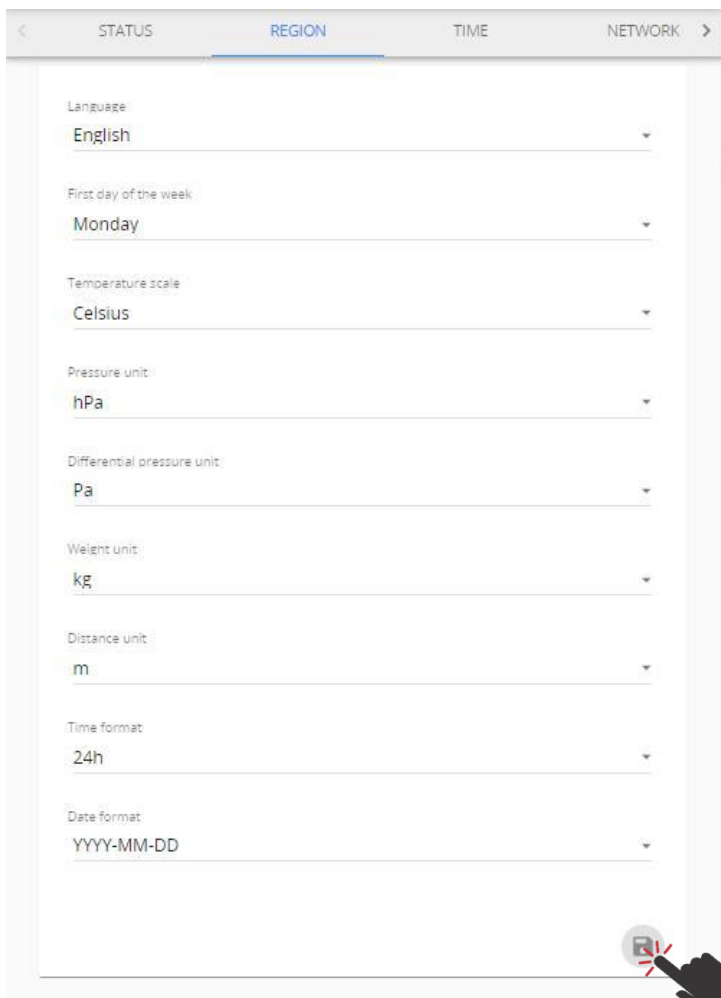 STATUS REGION TIME NETWORK
Language
English
First day of the week
Monday
Temperature scale
Celsius
Pressure unit
hPa
Differential pressure unit
Pa
Weight unit
kg
Distance unit
m
Time format
24h
Date format
YYYY-MM-DD